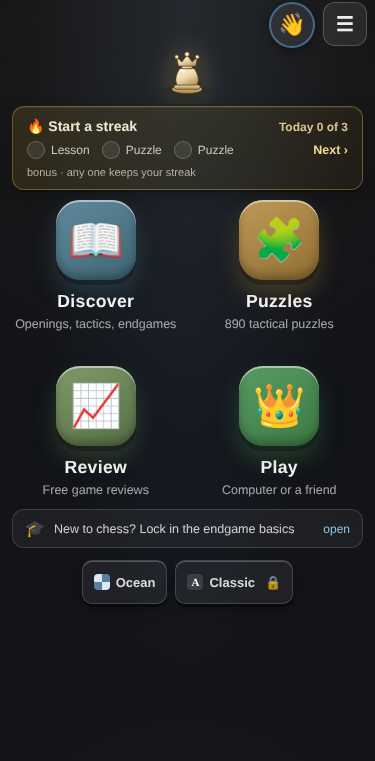 🔥 Start a streak
Today 0 of 3
Lesson Puzzle Puzzle
Next ›
bonus · any one keeps your streak
Discover
Openings, tactics, endgames
Puzzles
890 tactical puzzles
Review
Free game reviews
Play
Computer or a friend
New to chess? Lock in the endgame basics
open
Ocean
A Classic